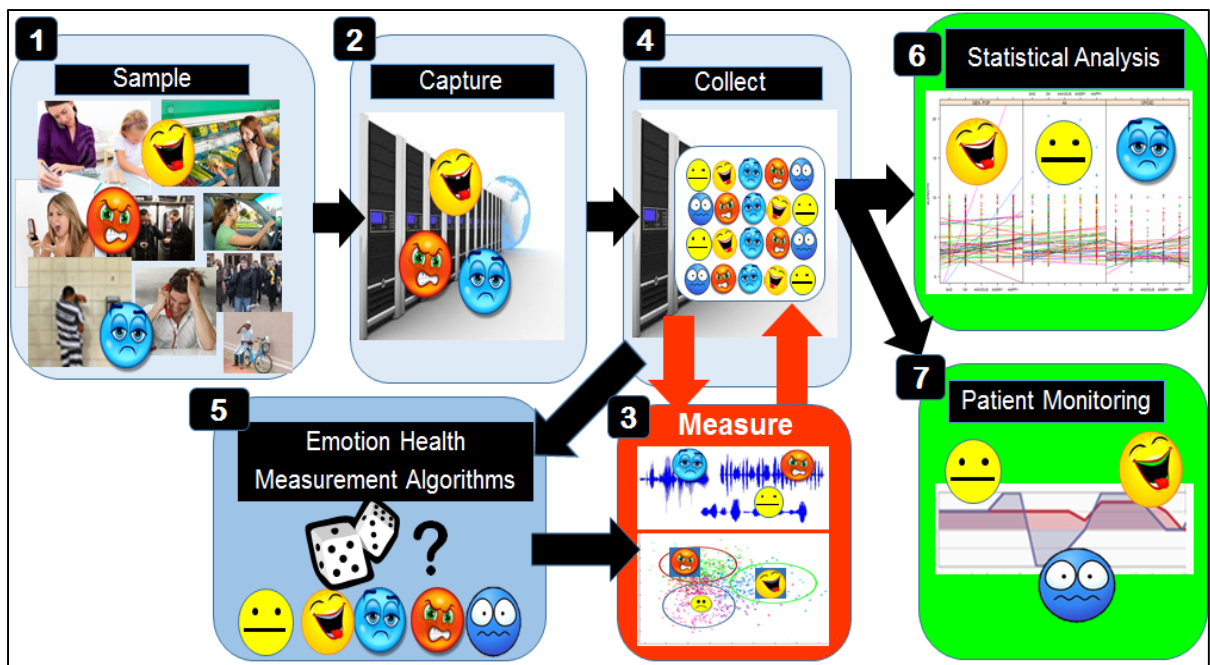 1
Sample
2
Capture
4
Collect
6
Statistical Analysis
5
Emotion Health
Measurement Algorithms
?
3
Measure
7
Patient Monitoring